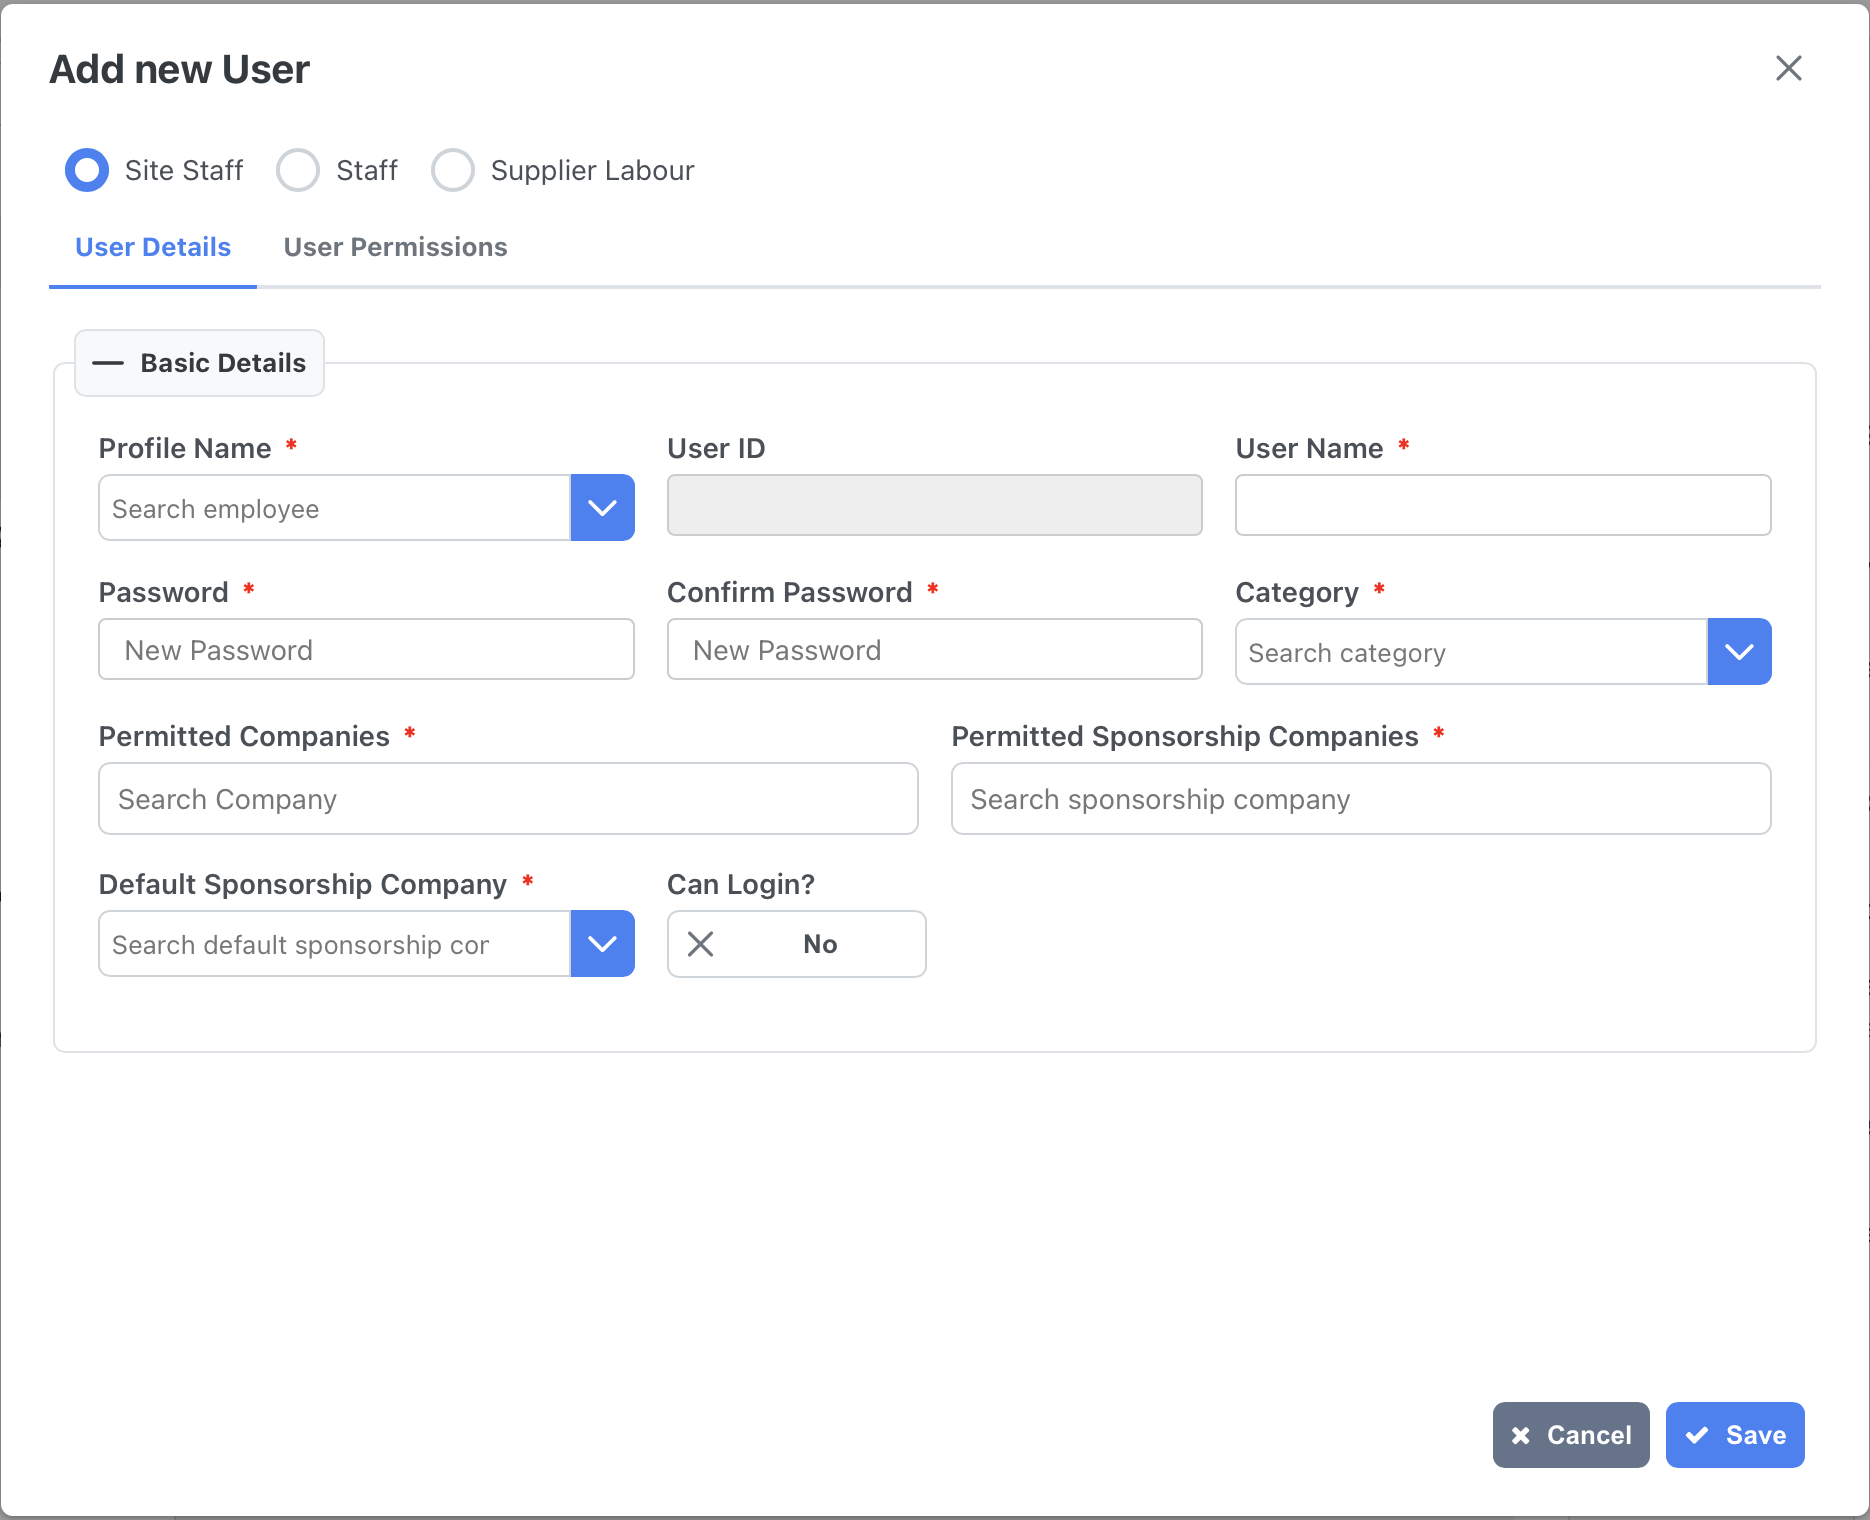 Add new User
Site Staff Staff Supplier Labour
User Details User Permissions
Basic Details
Profile Name * User ID User Name *
Search employee
Password * Confirm Password * Category *
New Password New Password Search category
Permitted Companies * Permitted Sponsorship Companies *
Search Company Search sponsorship company
Default Sponsorship Company * Can Login?
Search default sponsorship cor No
Cancel Save